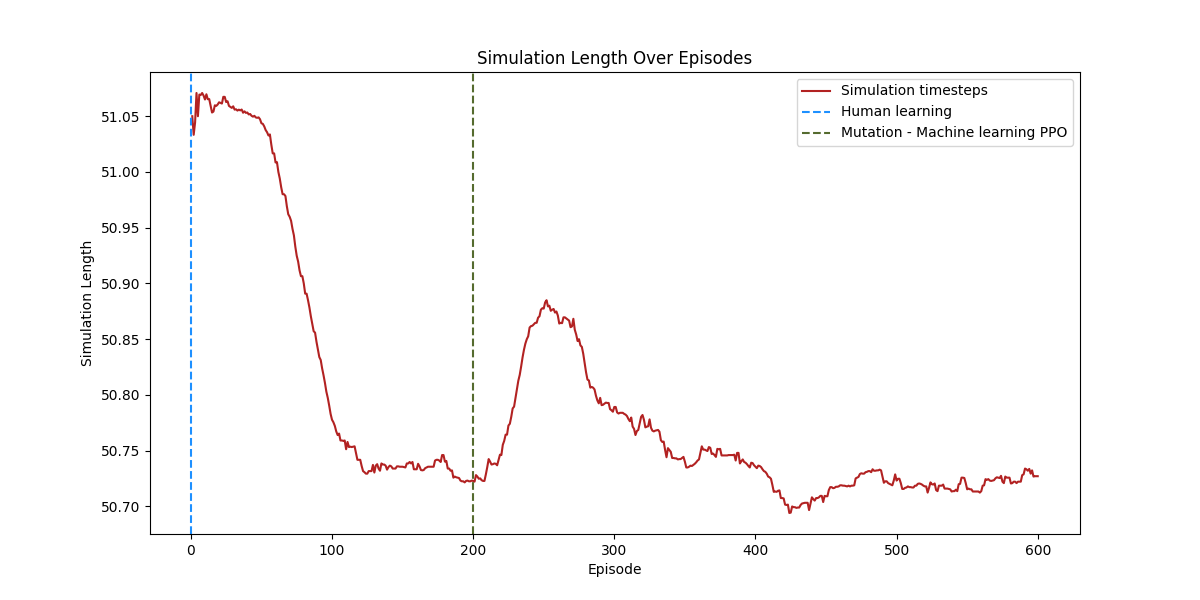 Simulation Length Over Episodes
Simulation timesteps
Human learning
Mutation - Machine learning PPO
Simulation Length
51.05
51.00
50.95
50.90
50.85
50.80
50.75
50.70
0 100 200 300 400 500 600
Episode